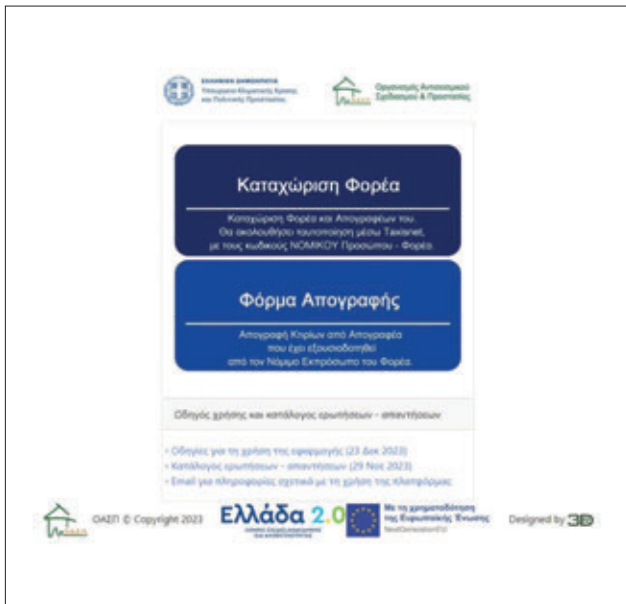 ΕΛΛΗΝΙΚΗ ΔΗΜΟΚΡΑΤΙΑ
Υπουργείο Κλιματικής Κρίσης
και Πολιτικής Προστασίας
Οργανισμός Αντισεισμικού
Σχεδιασμού & Προστασίας
Καταχώριση Φορέα
Καταχώριση Φορέα και Απογραφέων του.
Θα ακολουθήσει ταυτοποίηση μέσω Taxisnet,
με τους κωδικούς ΝΟΜΙΚΟΥ Προσώπου - Φορέα.
Φόρμα Απογραφής
Απογραφή Κτιρίων από Απογραφέα
που έχει εξουσιοδοτηθεί
από τον Νόμιμο Εκπρόσωπο του Φορέα.
Οδηγός χρήσης και κατάλογος ερωτήσεων - απαντήσεων
- Οδηγίες για τη χρήση της εφαρμογής (23 Δεκ 2023)
- Κατάλογος ερωτήσεων - απαντήσεων (29 Νοε 2023)
- Email για πληροφορίες σχετικά με τη χρήση της πλατφόρμας
ΟΑΣΠ © Copyright 2023
Ελλάδα 2.0
Με τη χρηματοδότηση
της Ευρωπαϊκής Ένωσης
NextGenerationEU
Designed by 3D